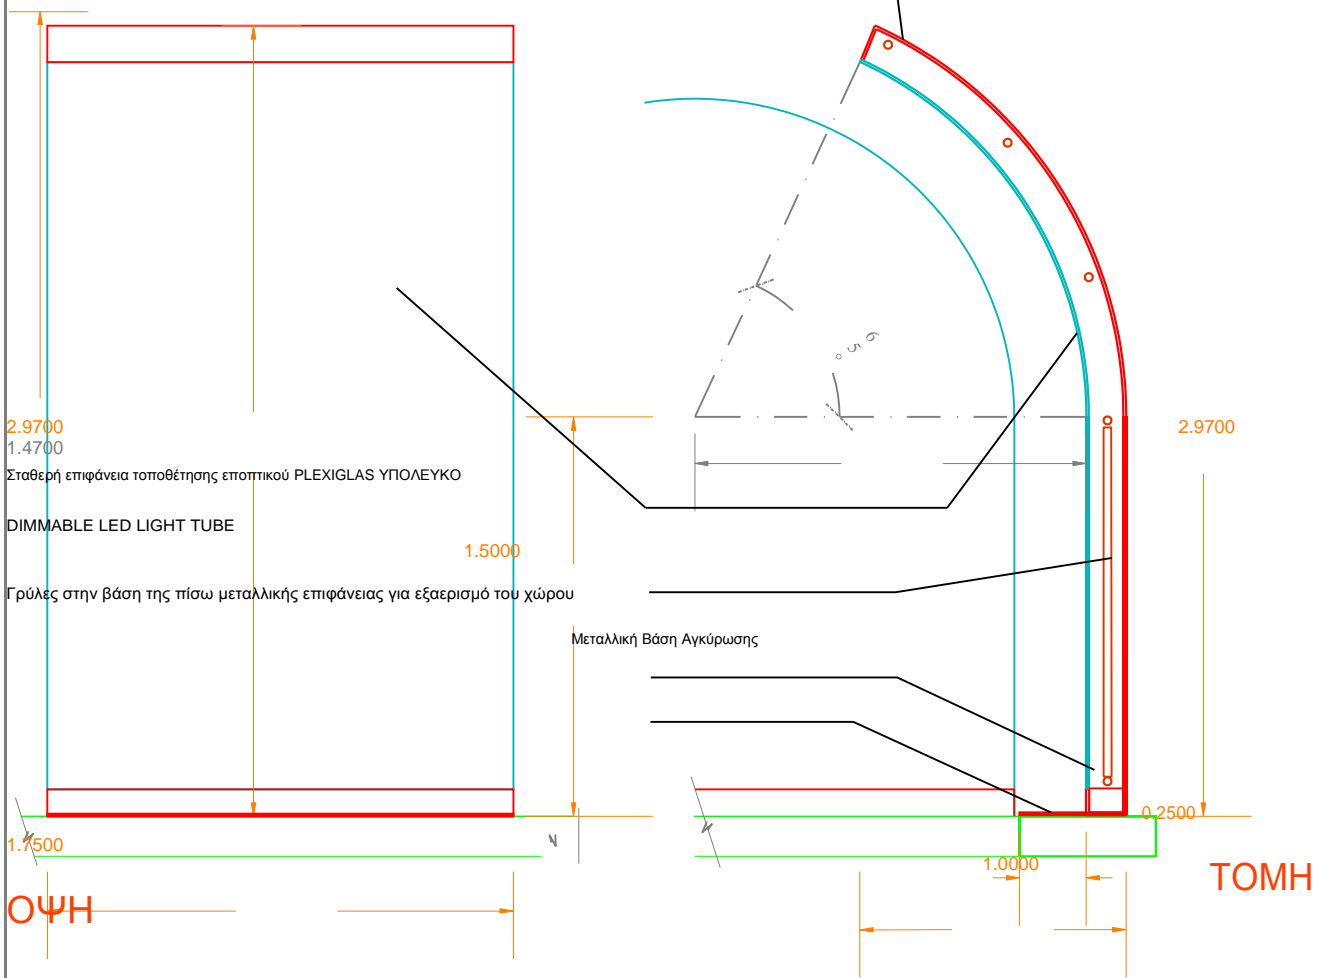 65°
2.9700
2.9700
1.4700
Σταθερή επιφάνεια τοποθέτησης εποπτικού PLEXIGLAS ΥΠΟΛΕΥΚΟ
DIMMABLE LED LIGHT TUBE
1.5000
Γρύλες στην βάση της πίσω μεταλλικής επιφάνειας για εξαερισμό του χώρου
Μεταλλική Βάση Αγκύρωσης
0.2500
1.7500
1.0000
ΤΟΜΗ
ΟΨΗ